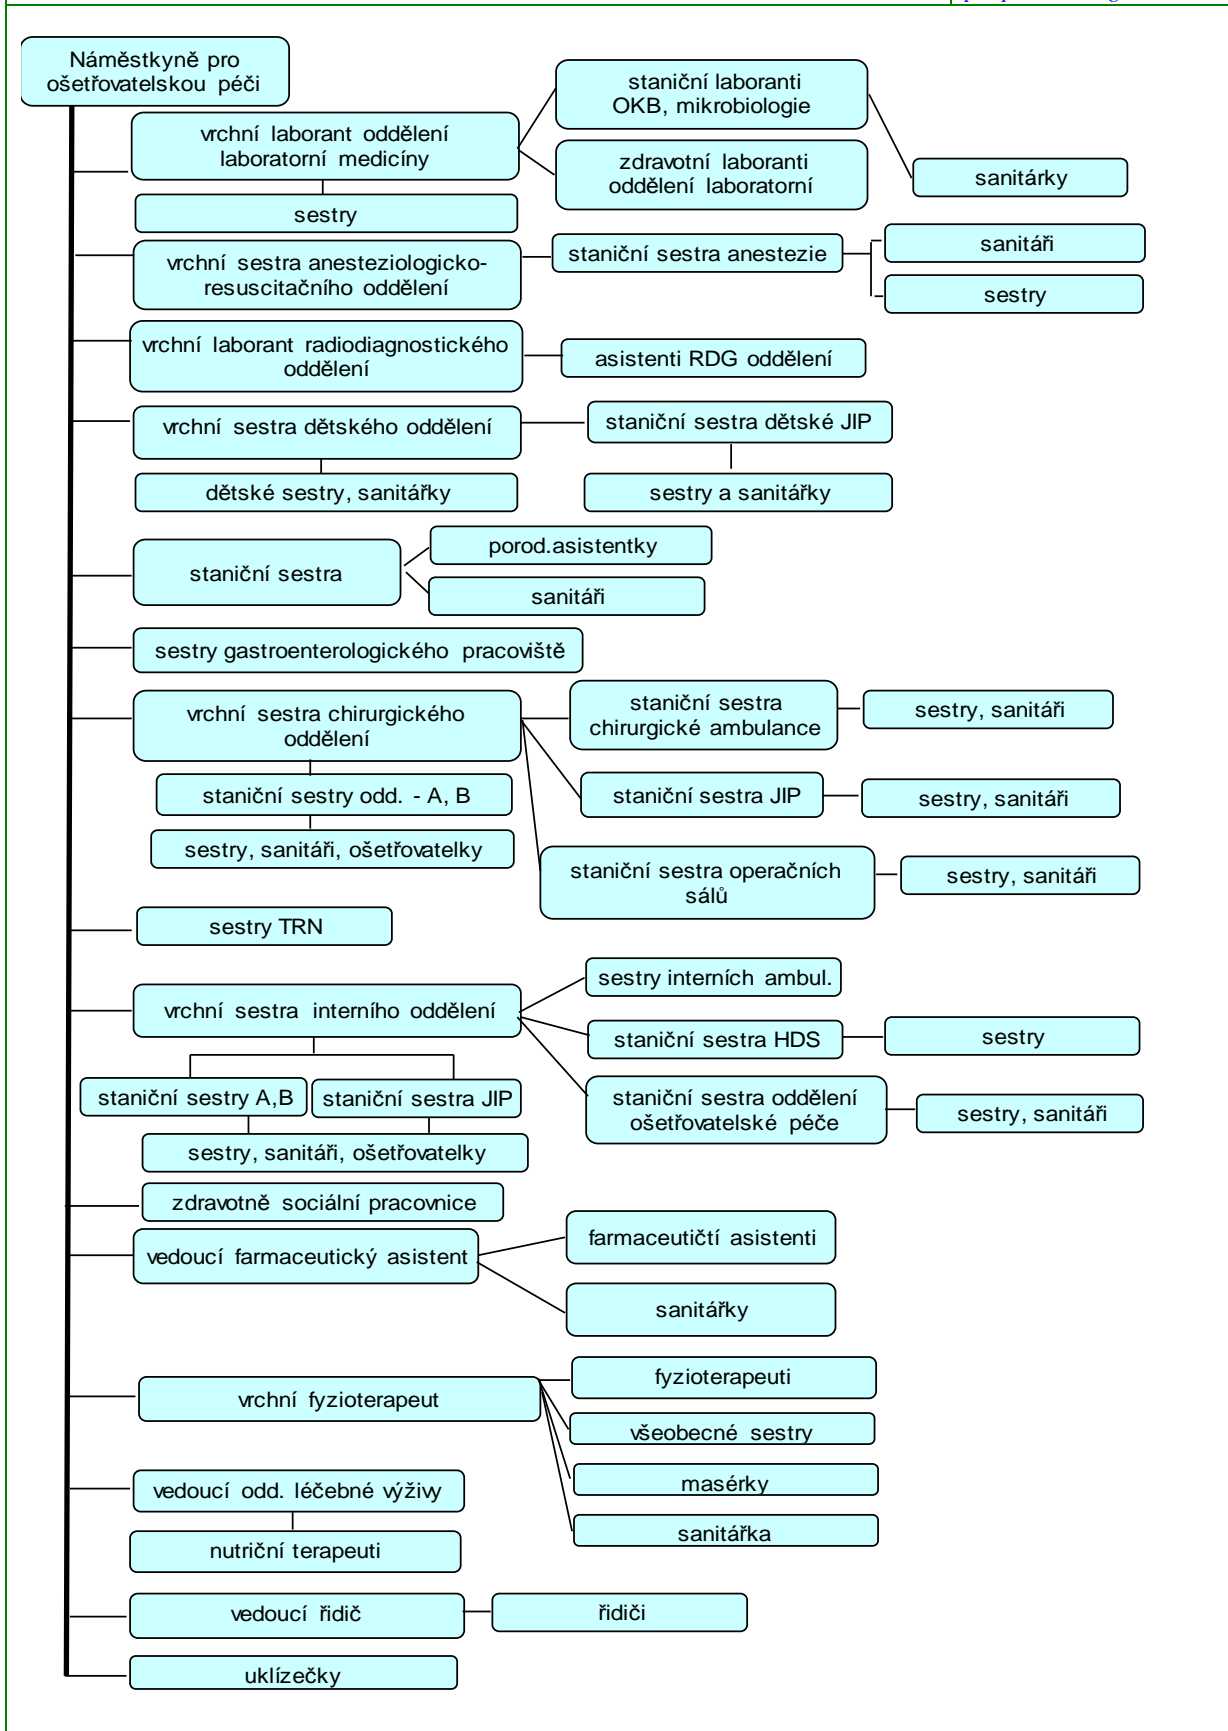 Náměstkyně pro
ošetřovatelskou péči
vrchní laborant oddělení
laboratorní medicíny
staniční laboranti
OKB, mikrobiologie
zdravotní laboranti
oddělení laboratorní
sanitárky
sestry
vrchní sestra anesteziologicko-
resuscitačního oddělení
staniční sestra anestezie
sanitáři
sestry
vrchní laborant radiodiagnostického
oddělení
asistenti RDG oddělení
vrchní sestra dětského oddělení
staniční sestra dětské JIP
dětské sestry, sanitářky
sestry a sanitářky
staniční sestra
porod.asistentky
sanitáři
sestry gastroenterologického pracoviště
vrchní sestra chirurgického
oddělení
staniční sestra
chirurgické ambulance
sestry, sanitáři
staniční sestry odd. - A, B
staniční sestra JIP
sestry, sanitáři
sestry, sanitáři, ošetřovatelky
staniční sestra operačních
sálů
sestry, sanitáři
sestry TRN
sestry interních ambul.
vrchní sestra interního oddělení
staniční sestra HDS
sestry
staniční sestry A,B
staniční sestra JIP
staniční sestra oddělení
ošetřovatelské péče
sestry, sanitáři
sestry, sanitáři, ošetřovatelky
zdravotně sociální pracovnice
vedoucí farmaceutický asistent
farmaceutičtí asistenti
sanitářky
vrchní fyzioterapeut
fyzioterapeuti
všeobecné sestry
masérky
sanitářka
vedoucí odd. léčebné výživy
nutriční terapeuti
vedoucí řidič
řidiči
uklízečky